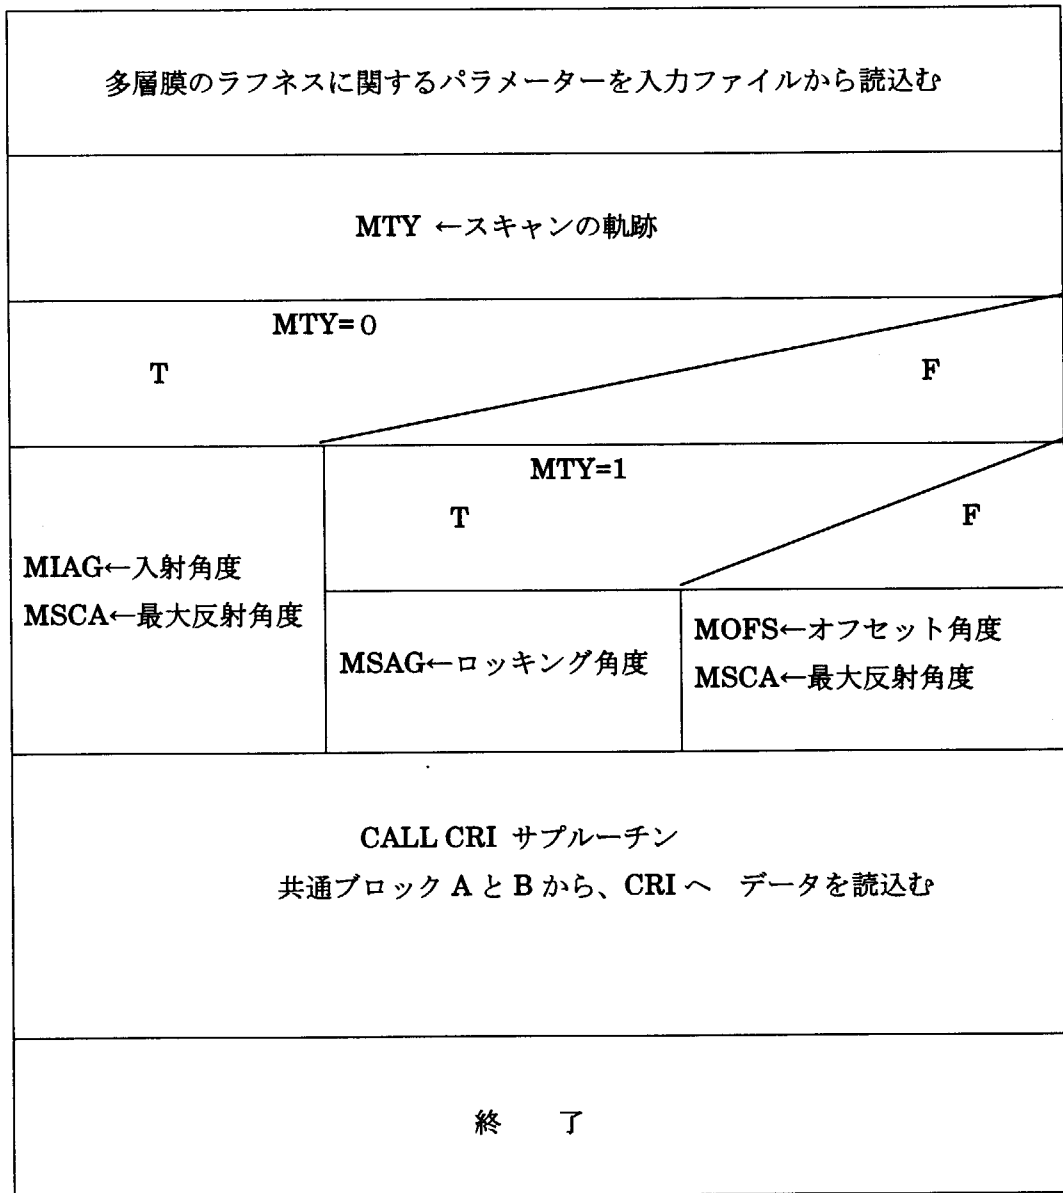 多層膜のラフネスに関するパラメーターを入力ファイルから読込む
MTY ←スキャンの軌跡
MTY=0
T
F
MTY=1
T
F
MIAG←入射角度
MSCA←最大反射角度
MSAG←ロッキング角度
MOFS←オフセット角度
MSCA←最大反射角度
CALL CRI サブルーチン
共通ブロック A と B から、CRI へ データを読込む
終 了